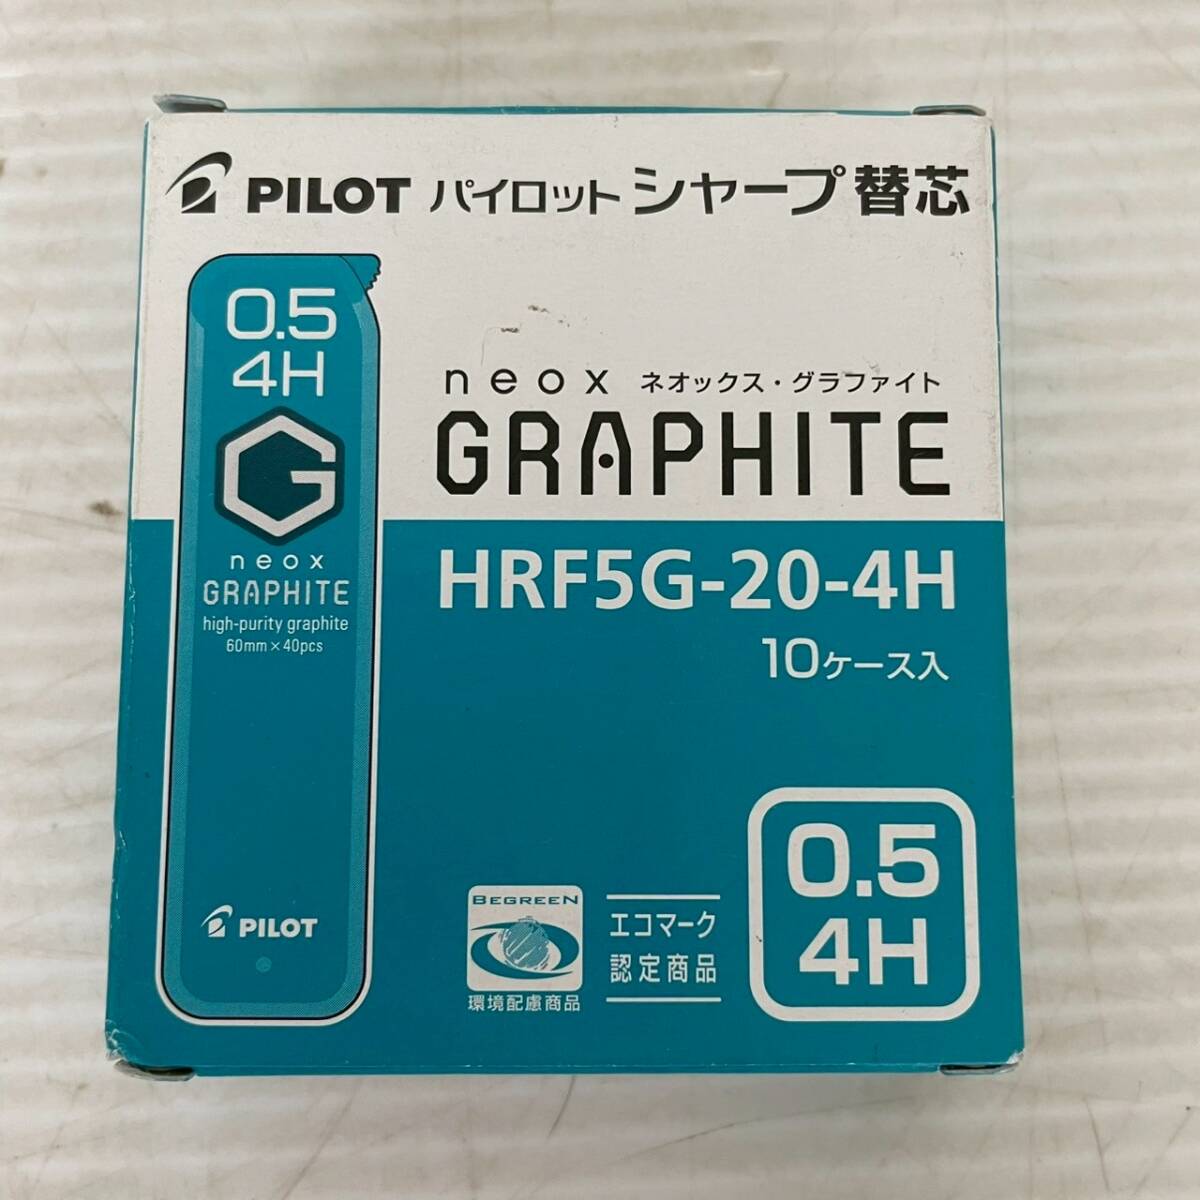 PILOT パイロット シャープ替芯
0.5
4H
G
neox
GRAPHITE
high-purity graphite
60mm×40pcs
PILOT
neox ネオックス・グラファイト
GRAPHITE
HRF5G-20-4H
10ケース入
BEGREEN
環境配慮商品
エコマーク
認定商品
0.5
4H